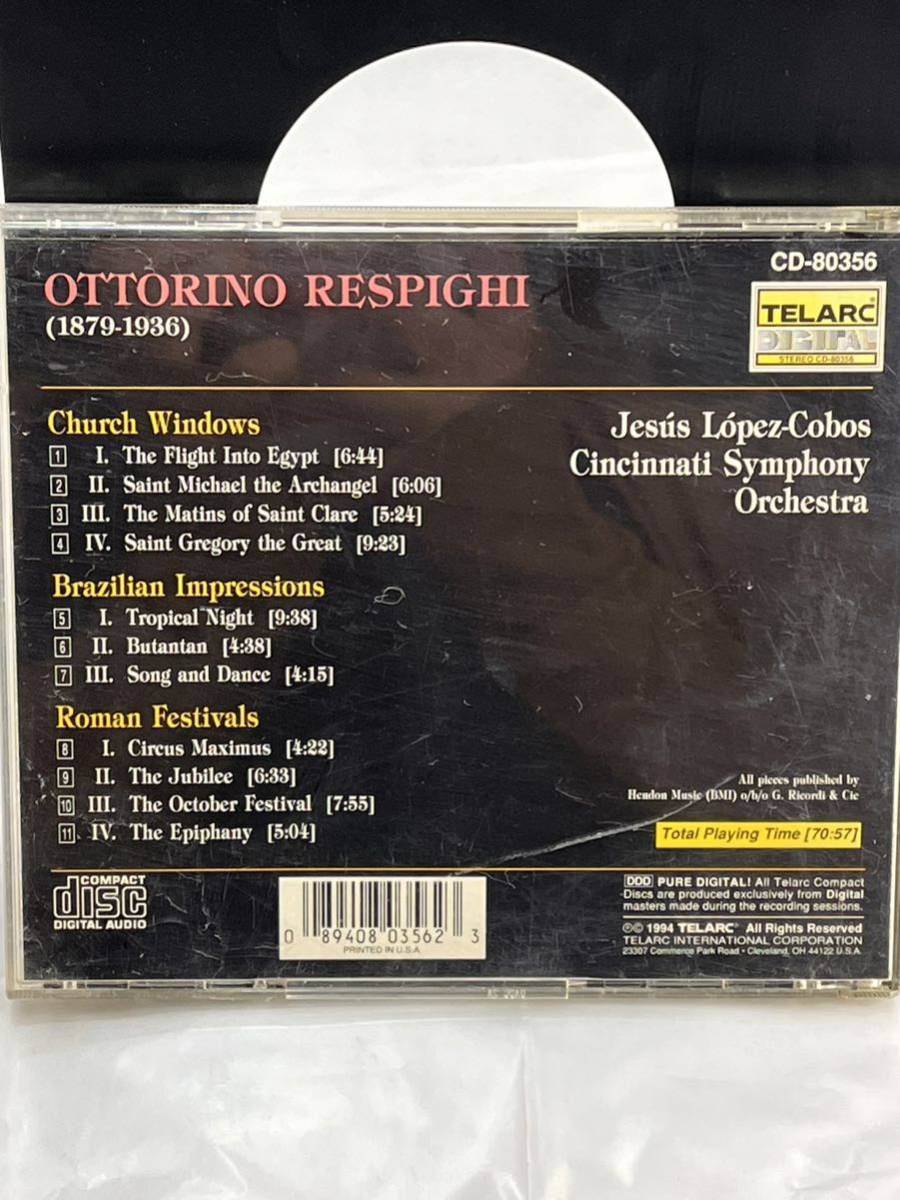 OTTORINO RESPIGHI
(1879-1936)
CD-80356
TELARC®
DIGITAL
STEREO CD-80356
Church Windows
1 I. The Flight Into Egypt [6:44]
2 II. Saint Michael the Archangel [6:06]
3 III. The Matins of Saint Clare [5:24]
4 IV. Saint Gregory the Great [9:23]
Jesús López-Cobos
Cincinnati Symphony
Orchestra
Brazilian Impressions
5 I. Tropical Night [9:38]
6 II. Butantan [4:38]
7 III. Song and Dance [4:15]
Roman Festivals
8 I. Circus Maximus [4:22]
9 II. The Jubilee [6:33]
10 III. The October Festival [7:55]
11 IV. The Epiphany [5:04]
All pieces published by
Hendon Music (BMI) o/b/o G. Ricordi & Cie
Total Playing Time [70:57]
COMPACT
disc
DIGITAL AUDIO
0 89408 03562 3
PRINTED IN U.S.A.
DDD PURE DIGITAL! All Telarc Compact
Discs are produced exclusively from Digital
masters made during the recording sessions.
℗© 1994 TELARC® All Rights Reserved
TELARC INTERNATIONAL CORPORATION
23307 Commerce Park Road - Cleveland, OH 44122 U.S.A.